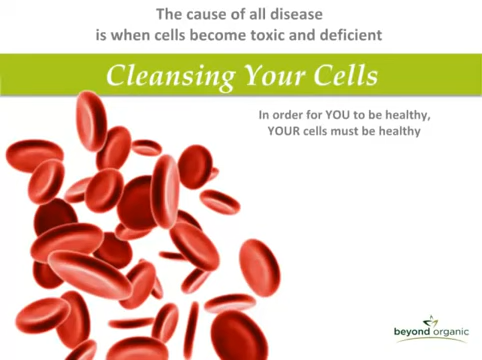 The cause of all disease
is when cells become toxic and deficient
Cleansing Your Cells
In order for YOU to be healthy,
YOUR cells must be healthy
beyond organic